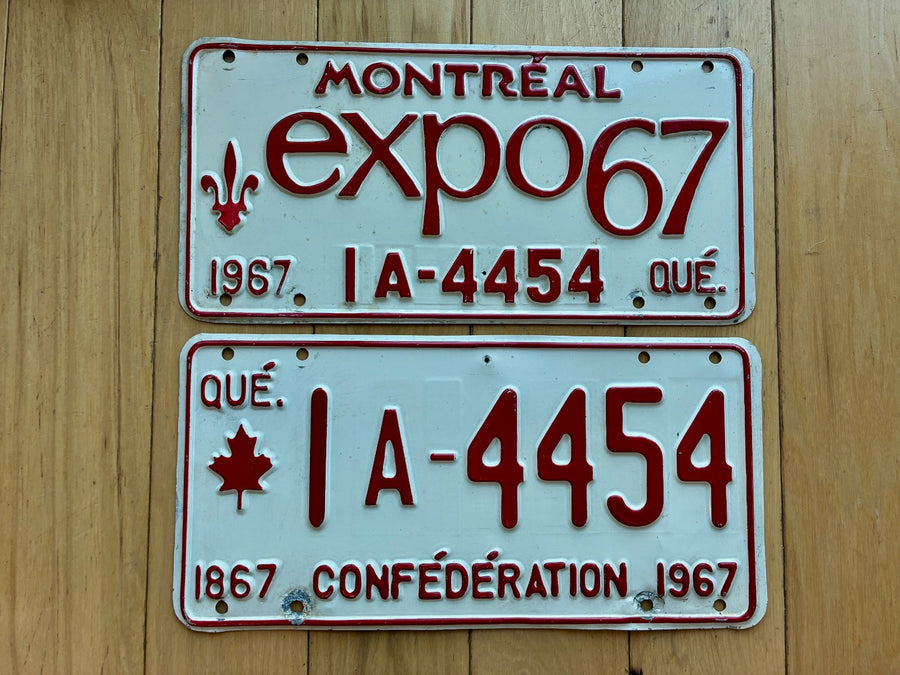 MONTRÉAL
expo67
1967 1A-4454 QUÉ.
QUÉ.
1A-4454
1867 CONFÉDÉRATION 1967